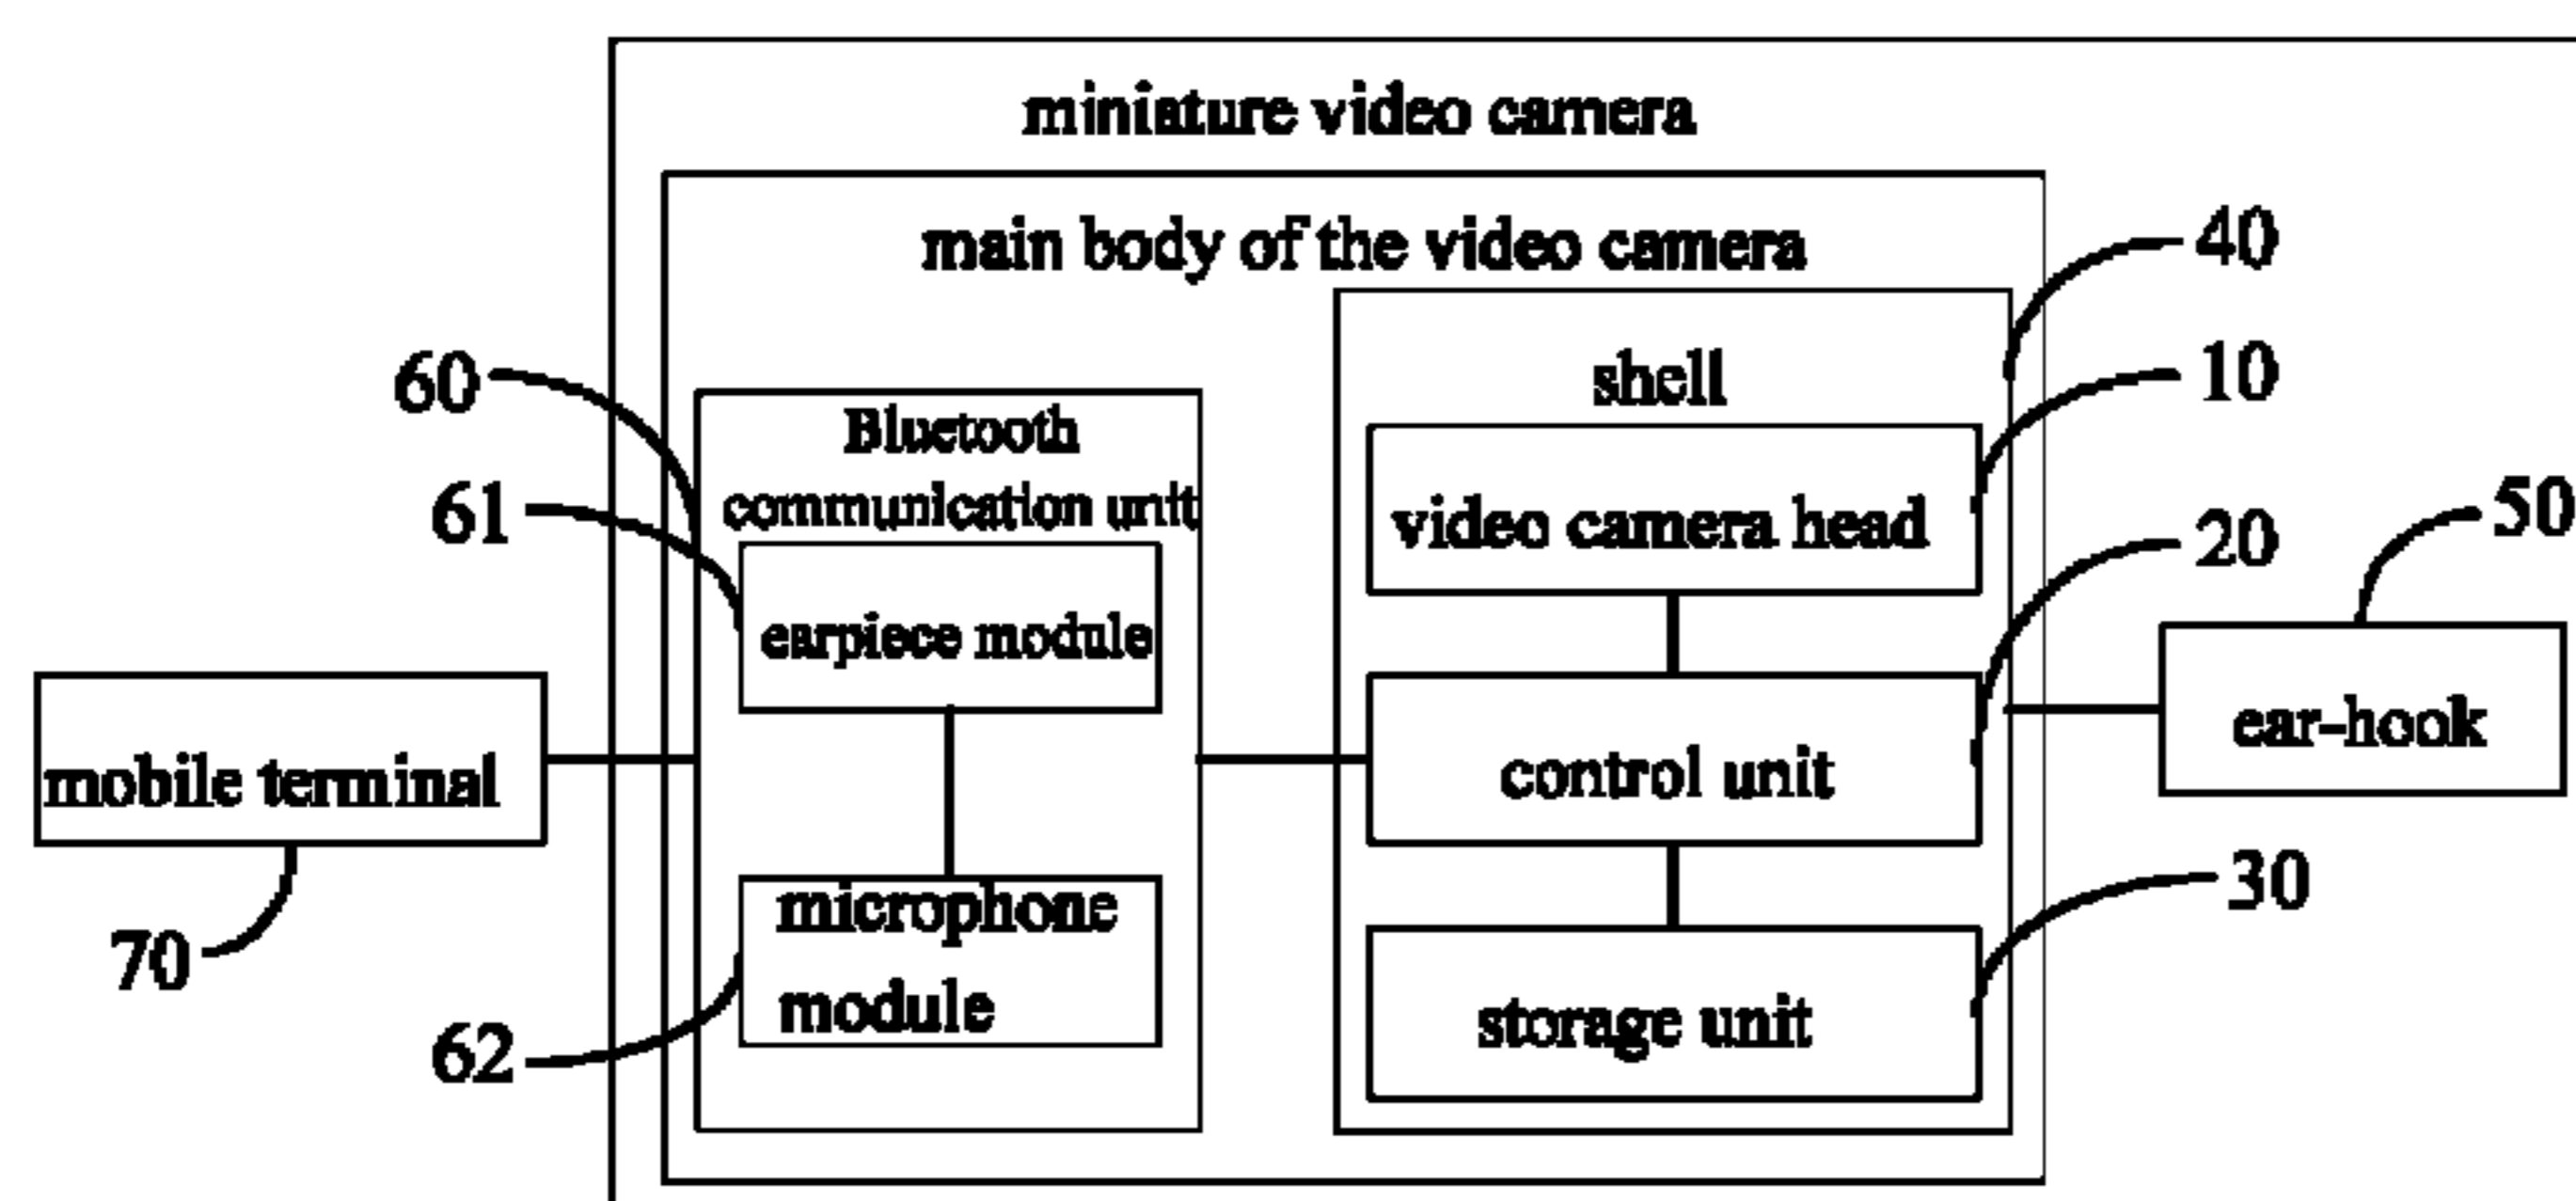 miniature video camera
main body of the video camera
40
shell
10
60
Bluetooth
communication unit
61
video camera head
50
20
earpiece module
ear-hook
mobile terminal
control unit
30
microphone
module
70
storage unit
62